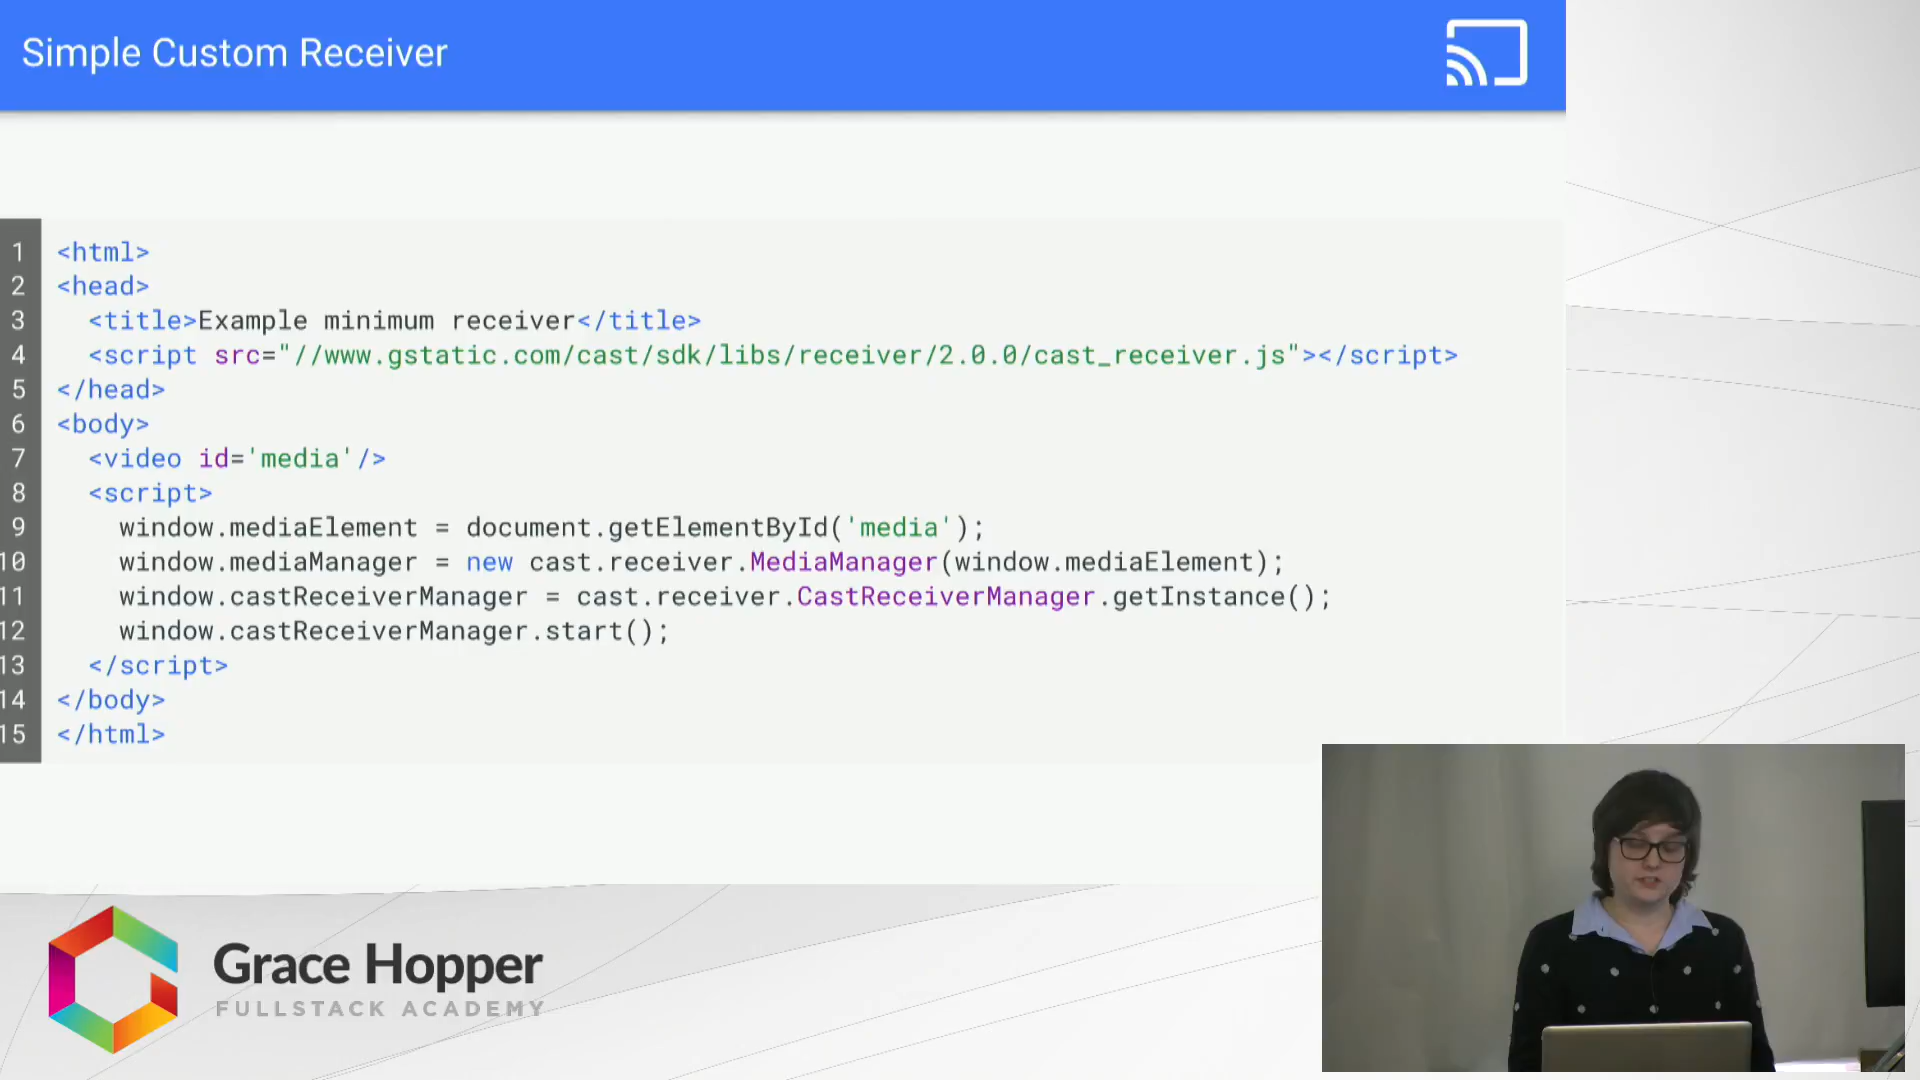 Simple Custom Receiver
1 <html>
2 <head>
3 <title>Example minimum receiver</title>
4 <script src="//www.gstatic.com/cast/sdk/libs/receiver/2.0.0/cast_receiver.js"></script>
5 </head>
6 <body>
7 <video id='media'/>
8 <script>
9 window.mediaElement = document.getElementById('media');
10 window.mediaManager = new cast.receiver.MediaManager(window.mediaElement);
11 window.castReceiverManager = cast.receiver.CastReceiverManager.getInstance();
12 window.castReceiverManager.start();
13 </script>
14 </body>
15 </html>
Grace Hopper
FULLSTACK ACADEMY